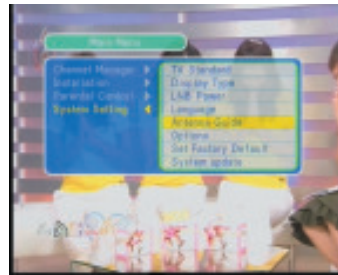 Main Menu
Channel Manage
Installation
Parental Control
System Setting
TV Standard
Display Type
LNB Power
Language
Antenna Guide
Options
Set Factory Default
System update